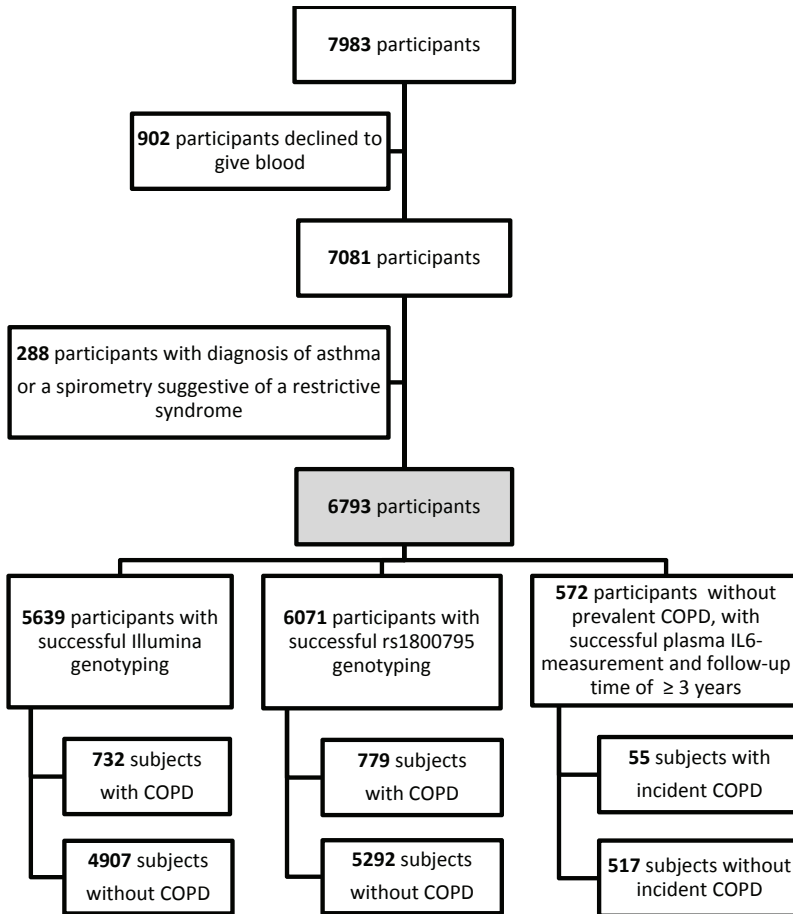 7983 participants
902 participants declined to
give blood
7081 participants
288 participants with diagnosis of asthma
or a spirometry suggestive of a restrictive
syndrome
6793 participants
5639 participants with
successful Illumina
genotyping
732 subjects
with COPD
4907 subjects
without COPD
6071 participants with
successful rs1800795
genotyping
779 subjects
with COPD
5292 subjects
without COPD
572 participants without
prevalent COPD, with
successful plasma IL6-
measurement and follow-up
time of ≥ 3 years
55 subjects with
incident COPD
517 subjects without
incident COPD